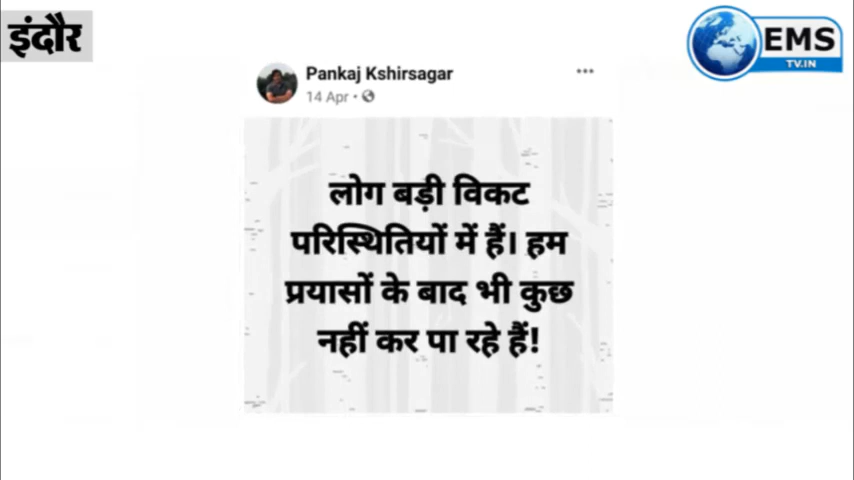 इंदौर
EMS
TV.IN
Pankaj Kshirsagar
14 Apr •
लोग बड़ी विकट
परिस्थितियों में हैं। हम
प्रयासों के बाद भी कुछ
नहीं कर पा रहे हैं!